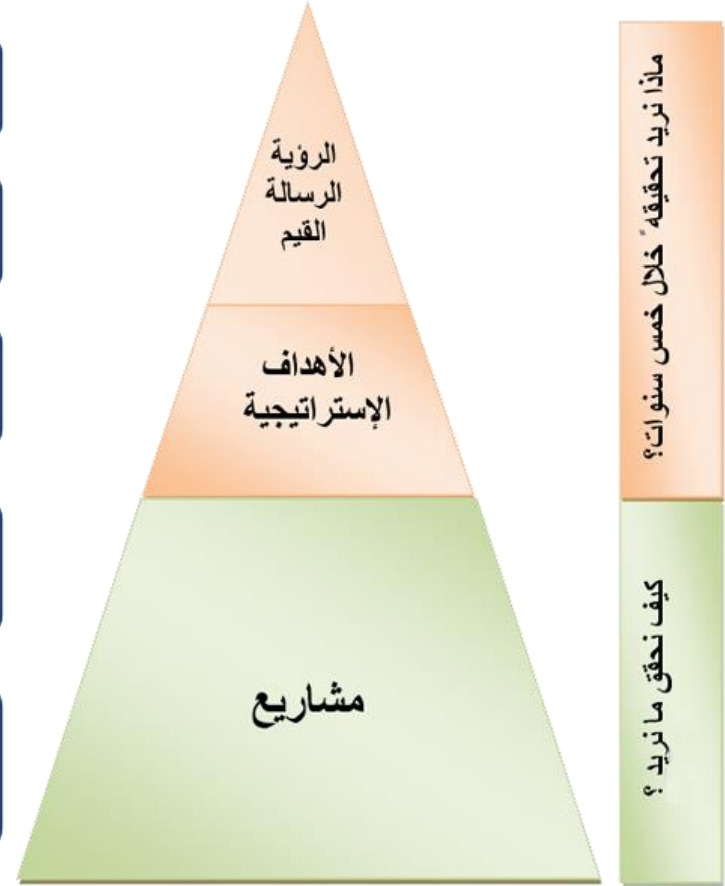 الرؤية
الرسالة
القيم
الأهداف
الإستراتيجية
مشاريع
ماذا نريد تحقيقه ً خلال خمس سنوات؟
كيف نحقق ما نريد ؟